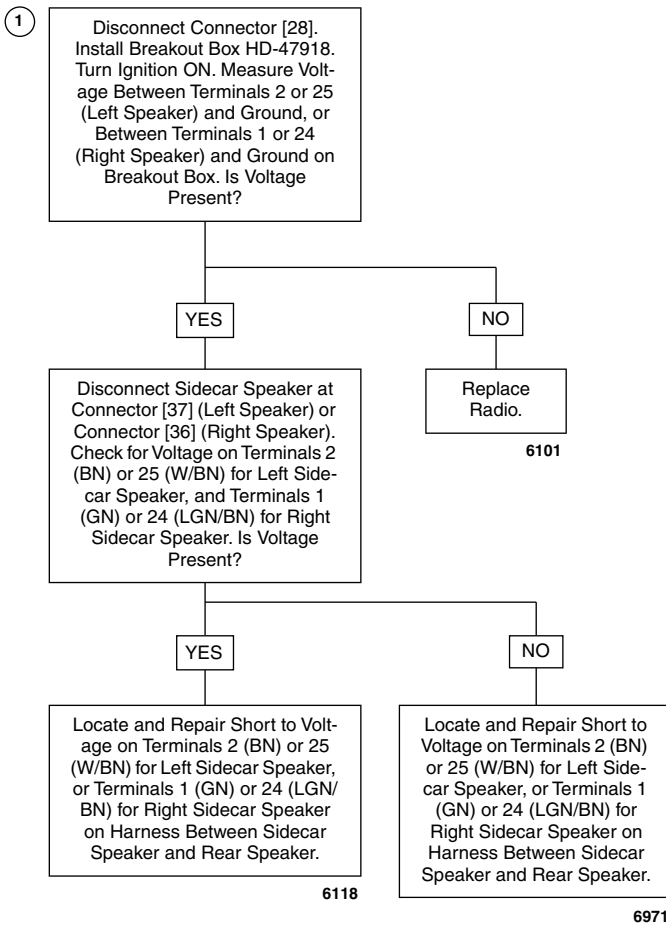 1
Disconnect Connector [28].
Install Breakout Box HD-47918.
Turn Ignition ON. Measure Volt-
age Between Terminals 2 or 25
(Left Speaker) and Ground, or
Between Terminals 1 or 24
(Right Speaker) and Ground on
Breakout Box. Is Voltage
Present?
YES
NO
Disconnect Sidecar Speaker at
Connector [37] (Left Speaker) or
Connector [36] (Right Speaker).
Check for Voltage on Terminals 2
(BN) or 25 (W/BN) for Left Side-
car Speaker, and Terminals 1
(GN) or 24 (LGN/BN) for Right
Sidecar Speaker. Is Voltage
Present?
Replace
Radio.
6101
YES
NO
Locate and Repair Short to Volt-
age on Terminals 2 (BN) or 25
(W/BN) for Left Sidecar Speaker,
or Terminals 1 (GN) or 24 (LGN/
BN) for Right Sidecar Speaker
on Harness Between Sidecar
Speaker and Rear Speaker.
6118
Locate and Repair Short to
Voltage on Terminals 2 (BN)
or 25 (W/BN) for Left Side-
car Speaker, or Terminals 1
(GN) or 24 (LGN/BN) for
Right Sidecar Speaker on
Harness Between Sidecar
Speaker and Rear Speaker.
6971